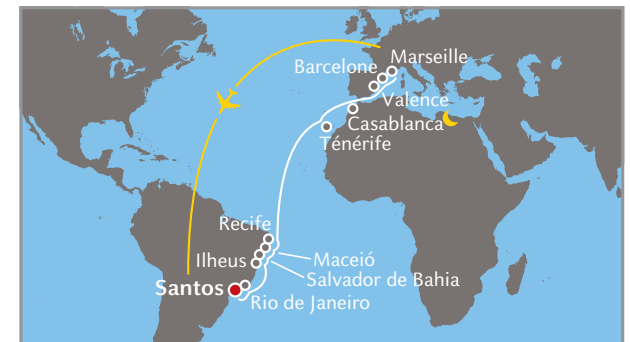 Marseille
Barcelone
Valence
Casablanca
Ténérife
Recife
Ilheus
Maceió
Salvador de Bahia
Santos
Rio de Janeiro